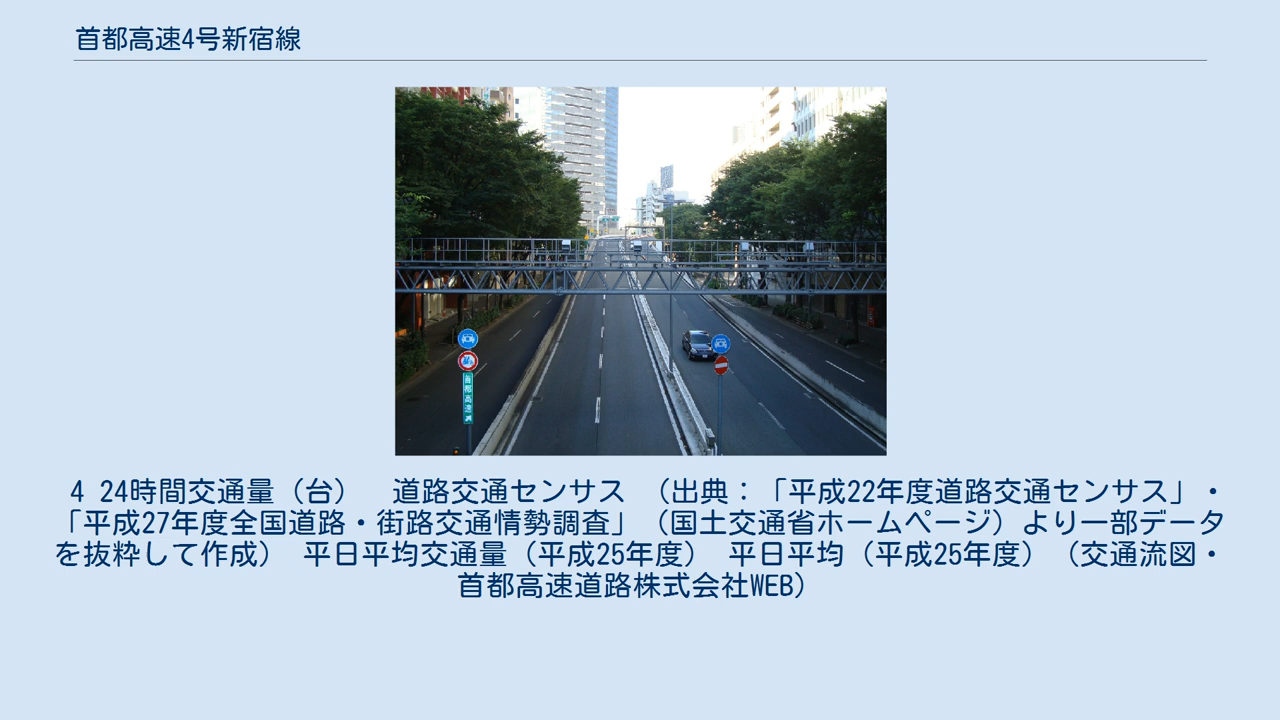 首都高速4号新宿線
首都高速
4 24時間交通量（台）　道路交通センサス　（出典：「平成22年度道路交通センサス」・
「平成27年度全国道路・街路交通情勢調査」（国土交通省ホームページ）より一部データ
を抜粋して作成）　平日平均交通量（平成25年度）　平日平均（平成25年度）（交通流図・
首都高速道路株式会社WEB）